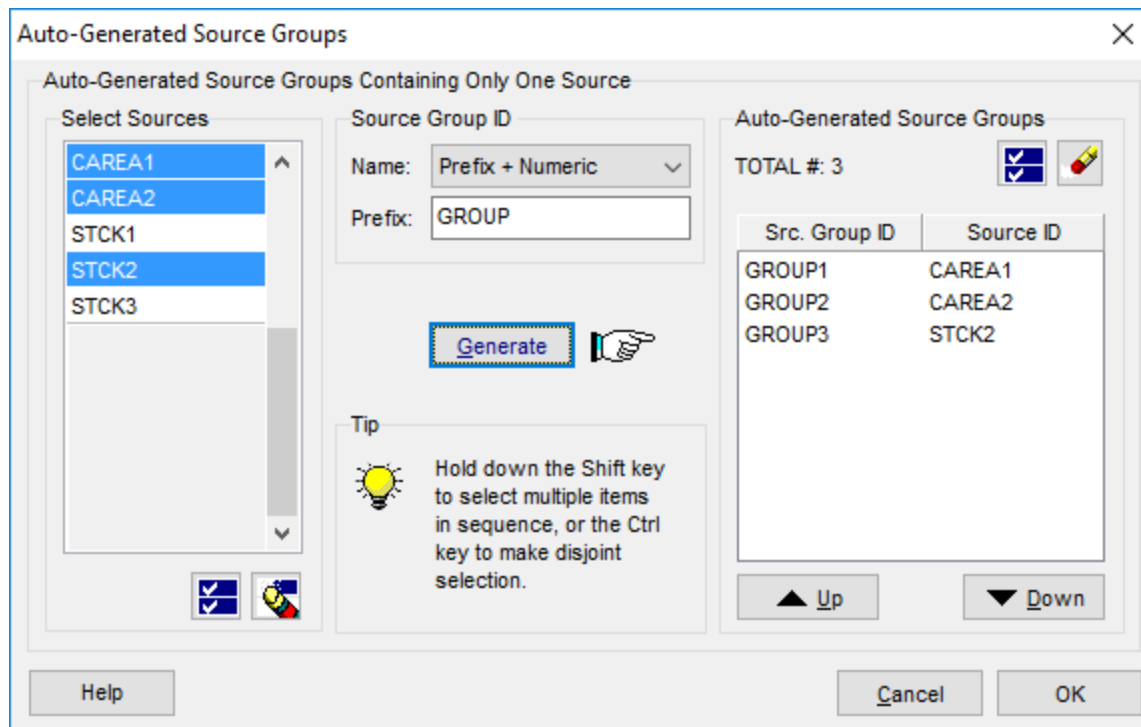 Auto-Generated Source Groups
Auto-Generated Source Groups Containing Only One Source
Select Sources
CAREA1
CAREA2
STCK1
STCK2
STCK3
Source Group ID
Name: Prefix + Numeric
Prefix: GROUP
Generate
Tip
Hold down the Shift key
to select multiple items
in sequence, or the Ctrl
key to make disjoint
selection.
Auto-Generated Source Groups
TOTAL #: 3
Src. Group ID Source ID
GROUP1 CAREA1
GROUP2 CAREA2
GROUP3 STCK2
Up Down
Help Cancel OK